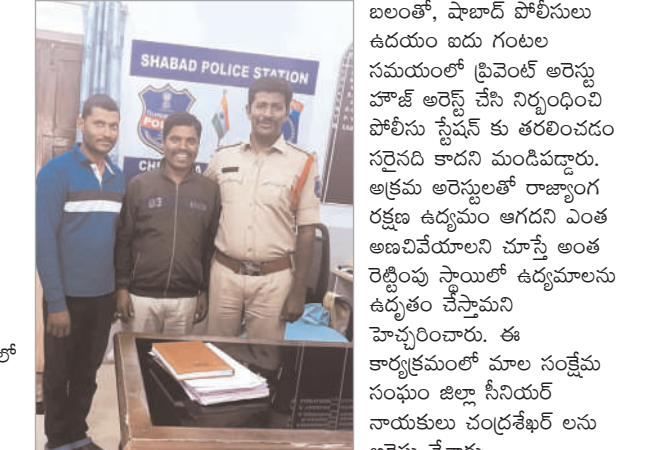 SHABAD POLICE STATION
POLICE
లో
బలంతో, షాబాద్ పోలీసులు
ఉదయం ఐదు గంటల
సమయంలో ప్రివెంట్ అరెస్టు
హౌజ్ అరెస్ట్ చేసి నిర్బంధించి
పోలీసు స్టేషన్ కు తరలించడం
సరైనది కాదని మండిపడ్డారు.
అక్రమ అరెస్టులతో రాజ్యాంగ
రక్షణ ఉద్యమం ఆగదని ఎంత
అణచివేయాలని చూస్తే అంత
రెట్టింపు స్థాయిలో ఉద్యమాలను
ఉదృతం చేస్తామని
హెచ్చరించారు. ఈ
కార్యక్రమంలో మాల సంక్షేమ
సంఘం జిల్లా సీనియర్
నాయకులు చంద్రశేఖర్ లను